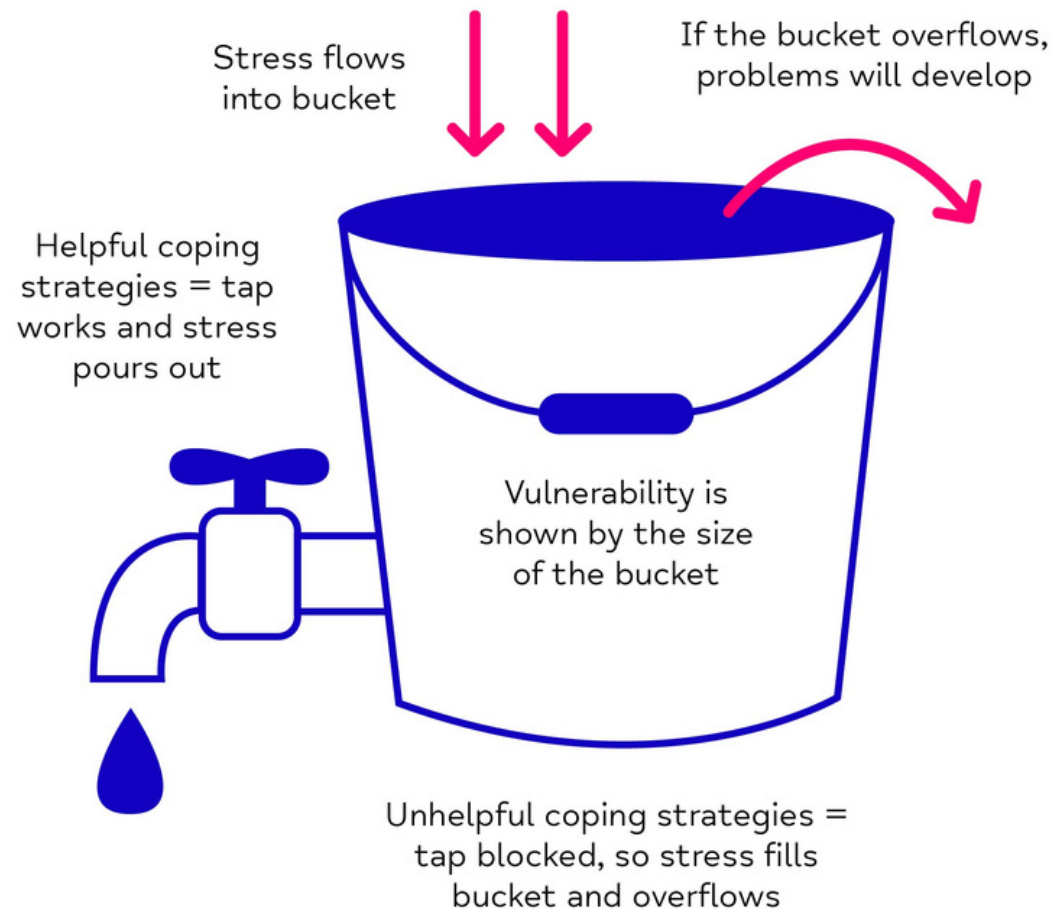 Stress flows
into bucket
If the bucket overflows,
problems will develop
Helpful coping
strategies = tap
works and stress
pours out
Vulnerability is
shown by the size
of the bucket
Unhelpful coping strategies =
tap blocked, so stress fills
bucket and overflows